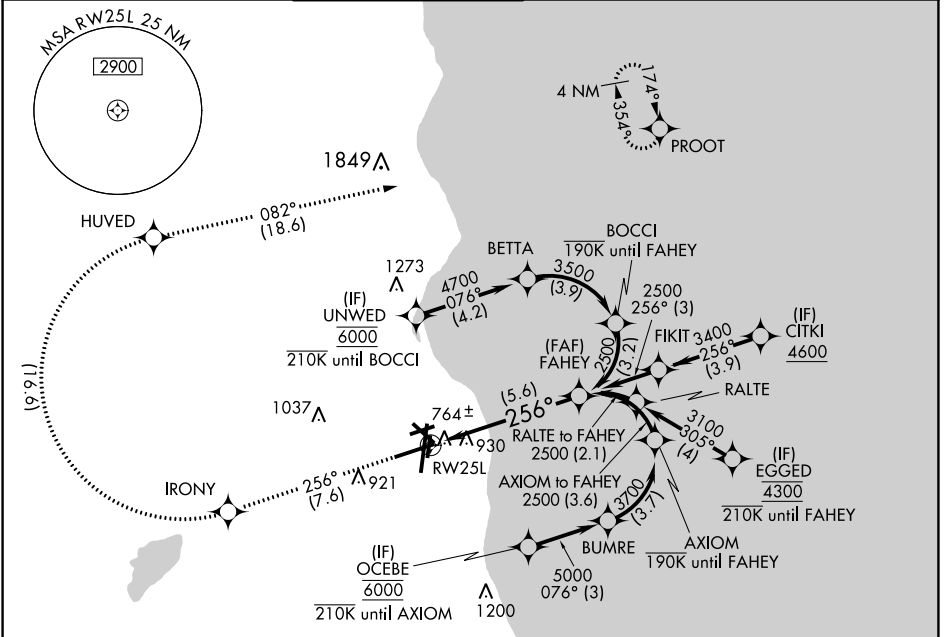 MSA RW25L 25 NM
2900
4 NM
174°
354°
PROOT
1849
HUVED
082°
(18.6)
BOCCI
190K until FAHEY
BETTA
1273
4700
076°
(4.2)
3500
(3.9)
2500
256° (3)
(IF)
UNWED
6000
210K until BOCCI
(IF)
CITKI
4600
FIKIT
3400
256°
(3.9)
2500
(3.2)
(FAF)
FAHEY
(5.6)
256°
RALTE
1037
764±
930
RW25L
RALTE to FAHEY
2500 (2.1)
3100
305°
(4)
AXIOM to FAHEY
2500 (3.6)
(IF)
EGGED
4300
210K until FAHEY
(19.9)
IRONY
256°
(7.6)
921
3700
(3.7)
BUMRE
AXIOM
190K until FAHEY
(IF)
OCEBE
6000
210K until AXIOM
5000
076° (3)
1200